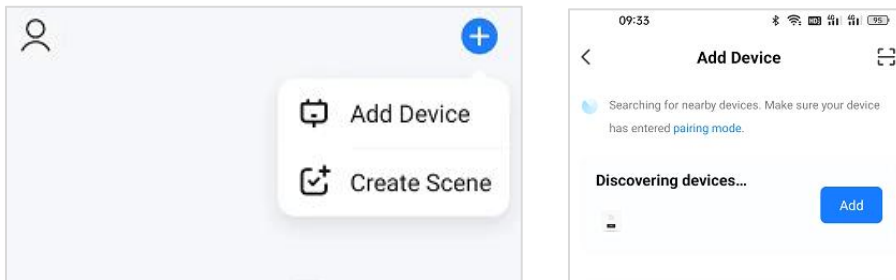 Add Device
Create Scene
09:33
95
Add Device
Searching for nearby devices. Make sure your device
has entered pairing mode.
Discovering devices...
Add